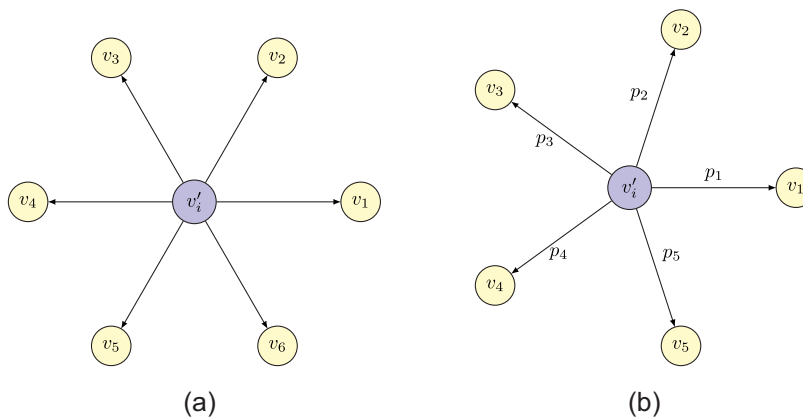 v₃
v₂
v₄
v′ᵢ
v₁
v₅
v₆
(a)
v₂
v₃
p₂
p₃
v′ᵢ
p₁
v₁
p₄
p₅
v₄
v₅
(b)